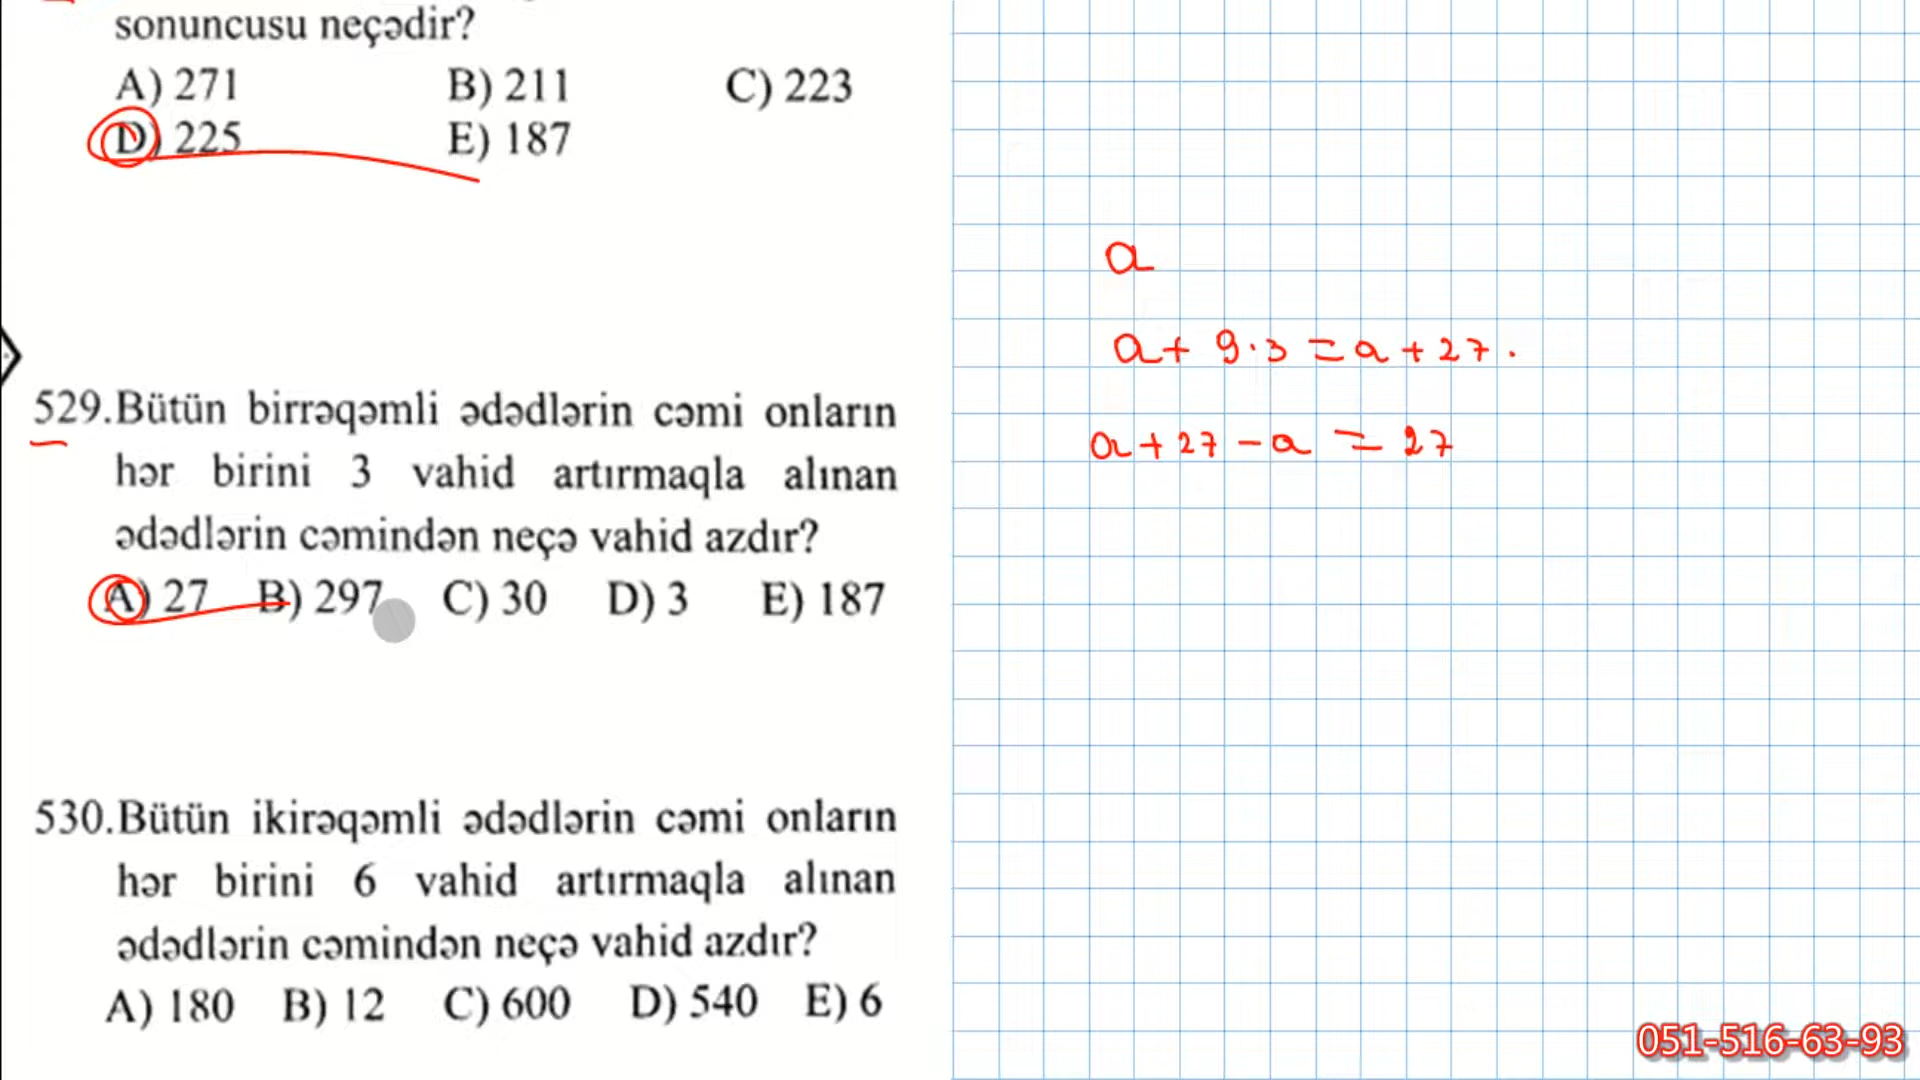 sonuncusu neçədir?
A) 271 B) 211 C) 223
D) 225 E) 187
529.Bütün birrəqəmli ədədlərin cəmi onların
hər birini 3 vahid artırmaqla alınan
ədədlərin cəmindən neçə vahid azdır?
A) 27 B) 297 C) 30 D) 3 E) 187
530.Bütün ikirəqəmli ədədlərin cəmi onların
hər birini 6 vahid artırmaqla alınan
ədədlərin cəmindən neçə vahid azdır?
A) 180 B) 12 C) 600 D) 540 E) 6
a
a + 9·3 = a + 27.
a + 27 - a = 27
051-516-63-93